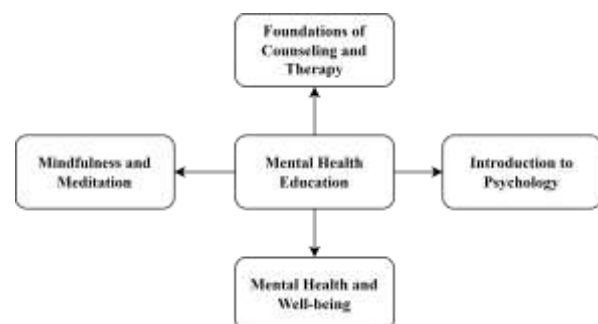 Foundations of
Counseling and
Therapy
Mindfulness and
Meditation
Mental Health
Education
Introduction to
Psychology
Mental Health and
Well-being